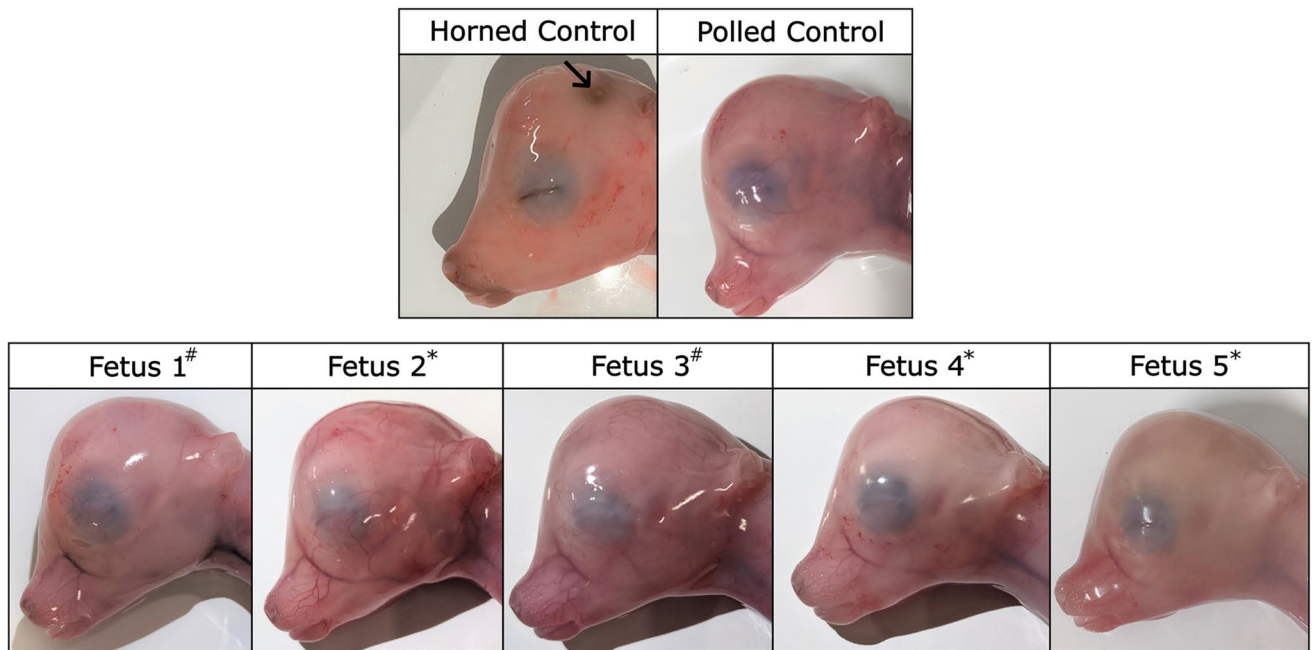 Horned Control
Polled Control
Fetus 1#
Fetus 2*
Fetus 3#
Fetus 4*
Fetus 5*